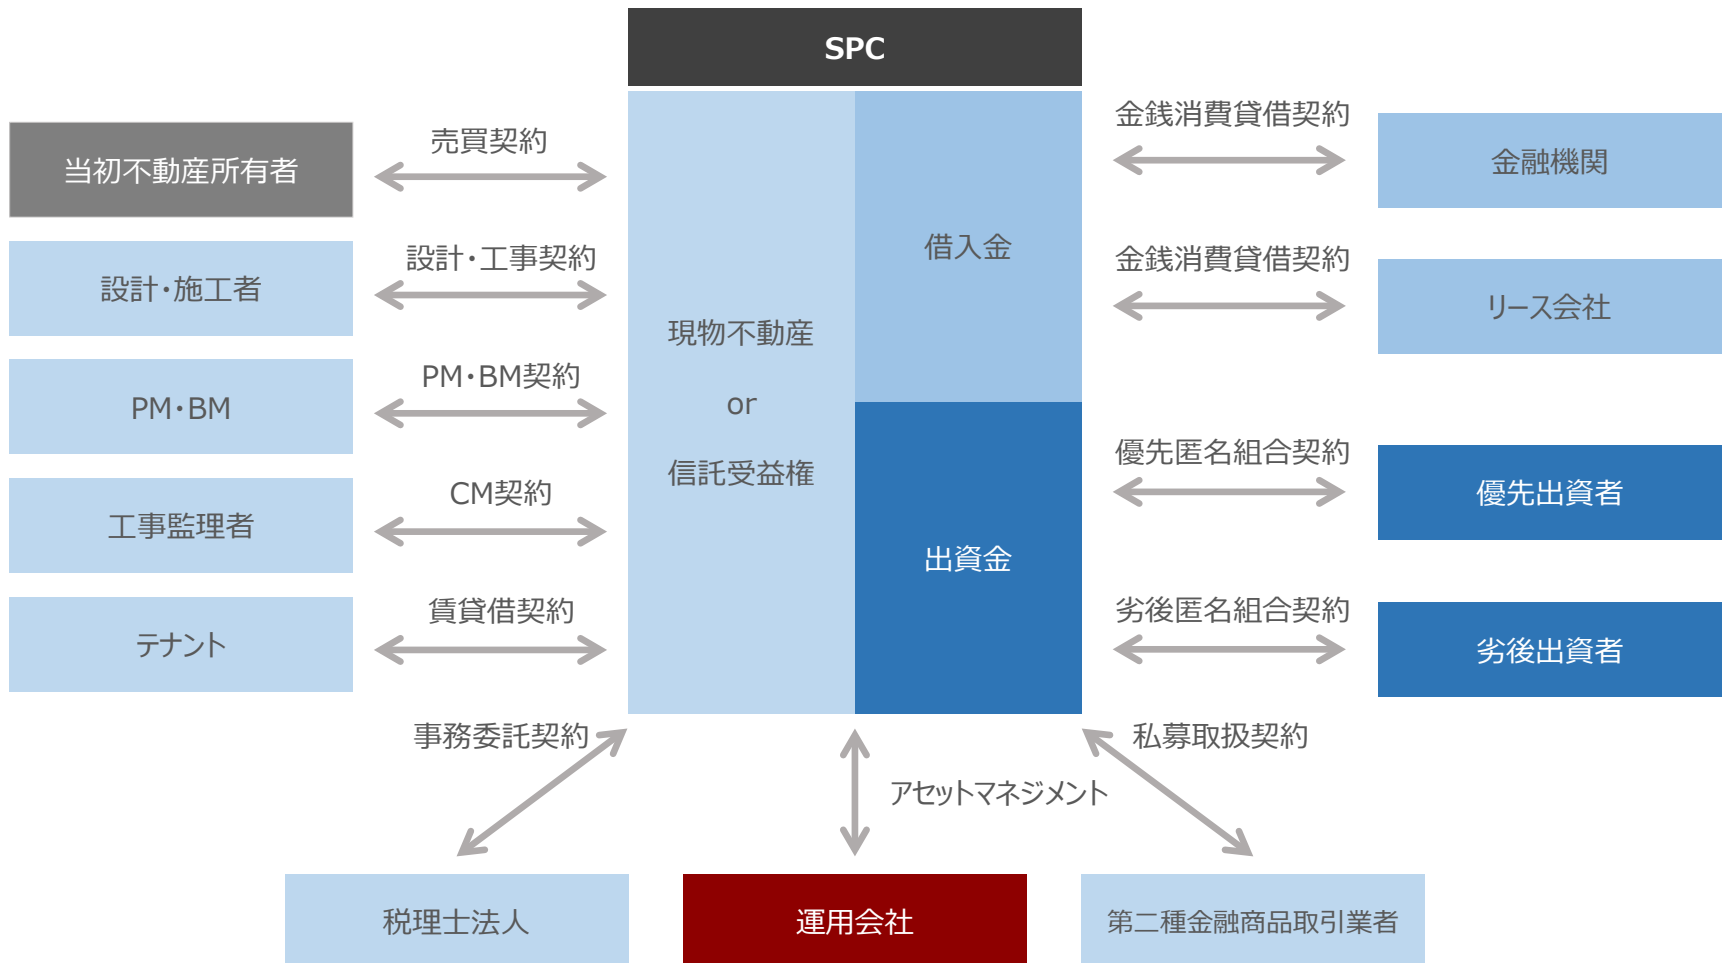 SPC
当初不動産所有者
売買契約
設計・施工者
設計・工事契約
PM・BM
PM・BM契約
工事監理者
CM契約
テナント
賃貸借契約
現物不動産
or
信託受益権
借入金
出資金
金銭消費貸借契約
金融機関
金銭消費貸借契約
リース会社
優先匿名組合契約
優先出資者
劣後匿名組合契約
劣後出資者
事務委託契約
アセットマネジメント
私募取扱契約
税理士法人
運用会社
第二種金融商品取引業者